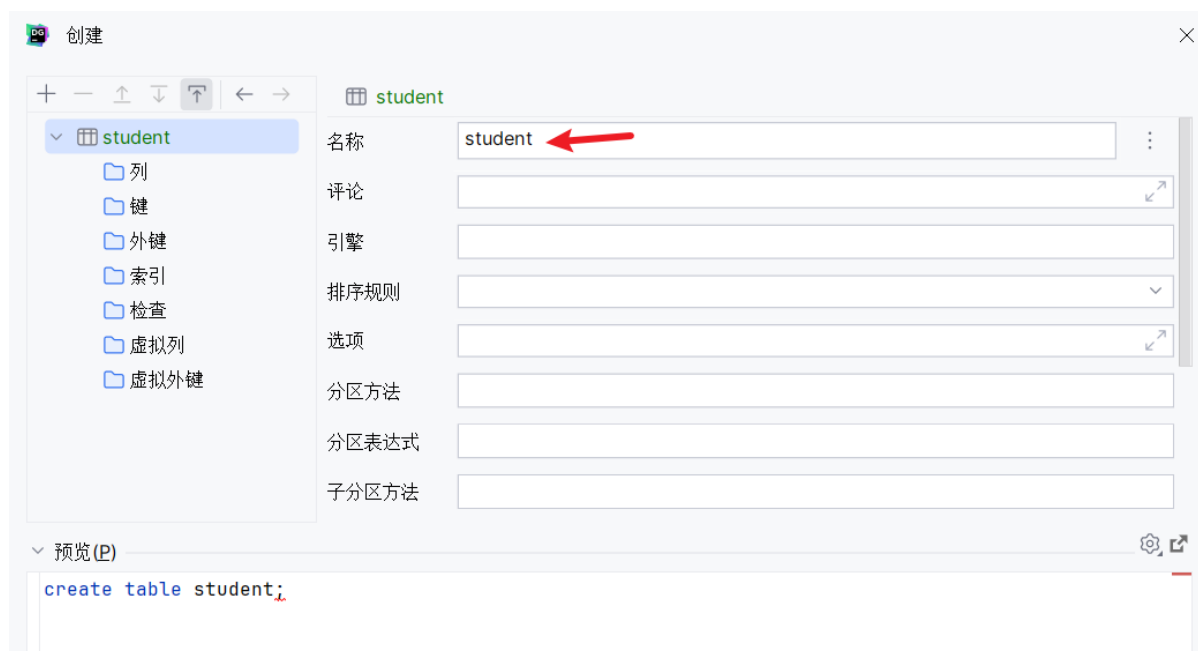 创建
student
student
列
键
外键
索引
检查
虚拟列
虚拟外键
名称 student
评论
引擎
排序规则
选项
分区方法
分区表达式
子分区方法
预览(P)
create table student;